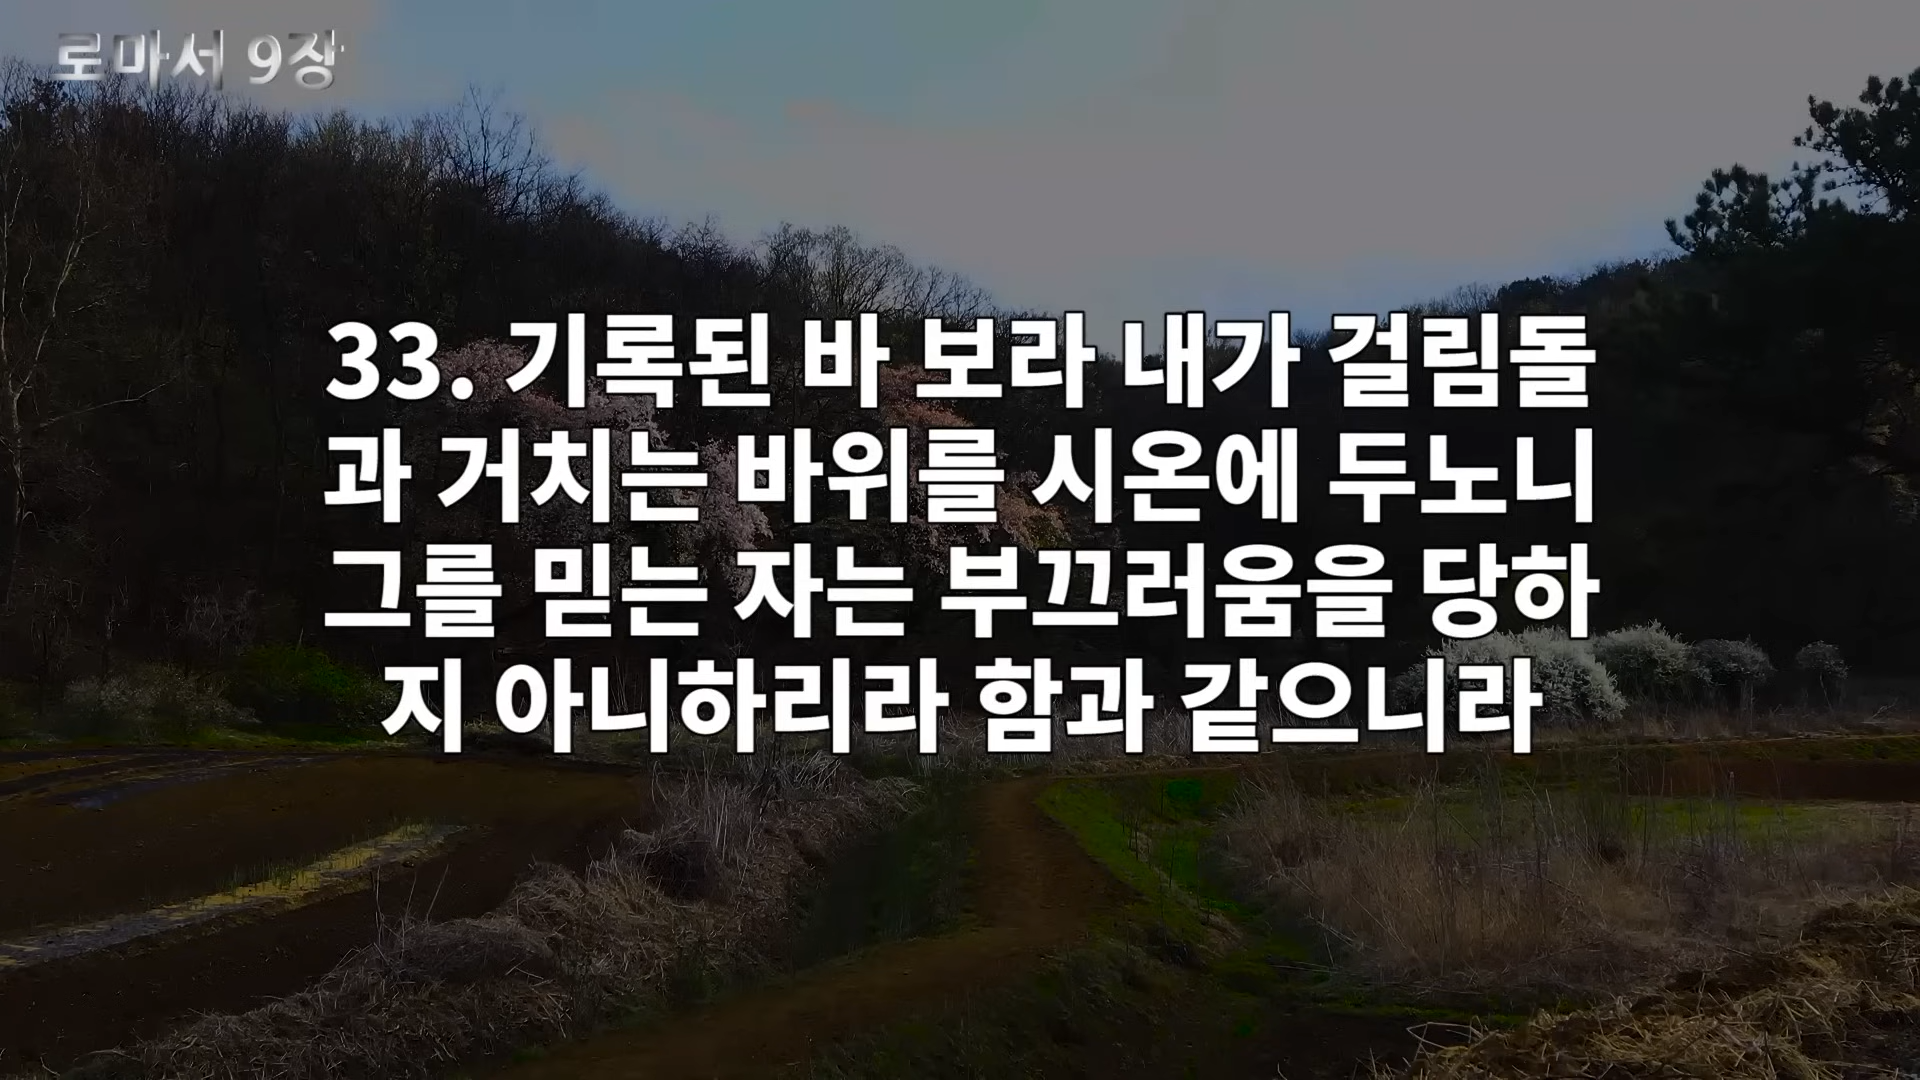 로마서 9장
33. 기록된 바 보라 내가 걸림돌
과 거치는 바위를 시온에 두노니
그를 믿는 자는 부끄러움을 당하
지 아니하리라 함과 같으니라